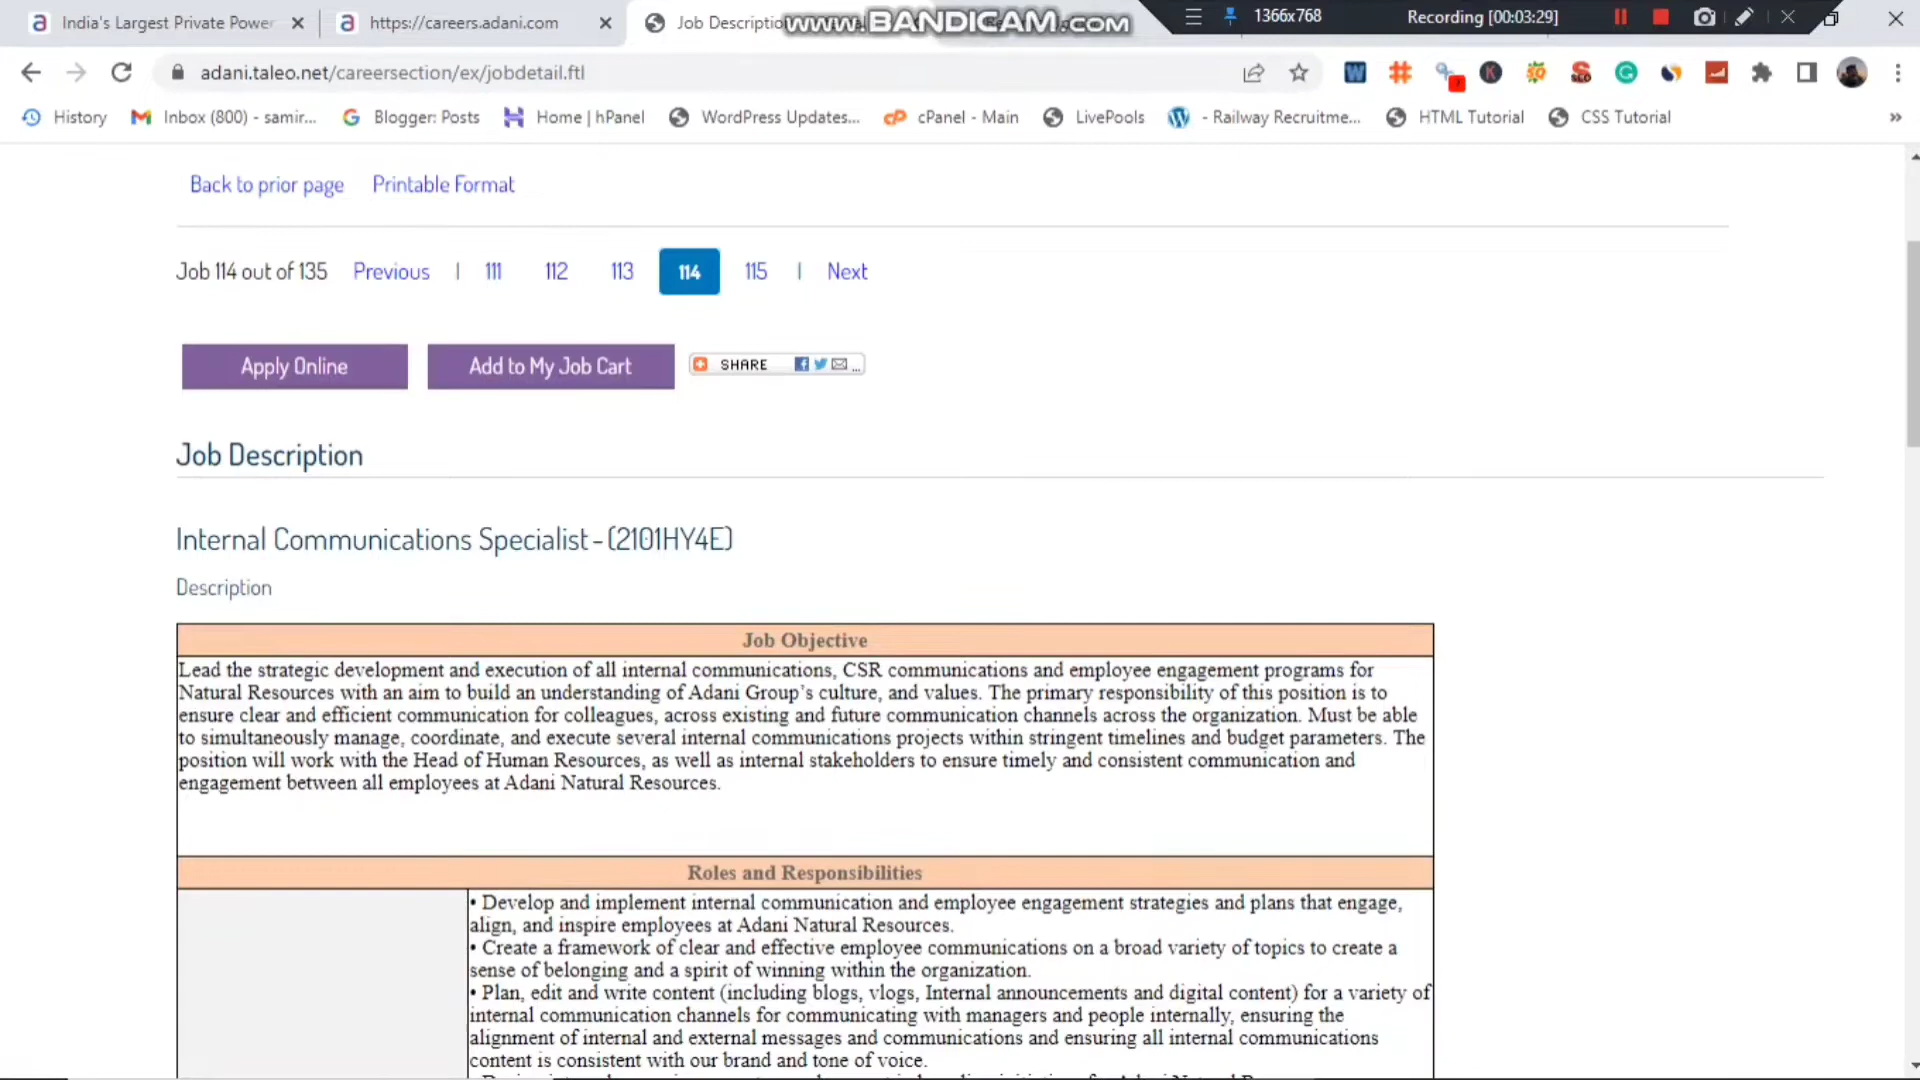 India's Largest Private Power
https://careers.adani.com
Job Descriptio
www.BANDICAM.com
1366x768
Recording [00:03:29]
adani.taleo.net/careersection/ex/jobdetail.ftl
History
Inbox (800) - samir...
Blogger: Posts
Home | hPanel
WordPress Updates...
cPanel - Main
LivePools
- Railway Recruitme...
HTML Tutorial
CSS Tutorial
»
Back to prior page Printable Format
Job 114 out of 135 Previous | 111 112 113 114 115 | Next
Apply Online
Add to My Job Cart
SHARE ...
Job Description
Internal Communications Specialist - (2101HY4E)
Description
Job Objective
Lead the strategic development and execution of all internal communications, CSR communications and employee engagement programs for
Natural Resources with an aim to build an understanding of Adani Group's culture, and values. The primary responsibility of this position is to
ensure clear and efficient communication for colleagues, across existing and future communication channels across the organization. Must be able
to simultaneously manage, coordinate, and execute several internal communications projects within stringent timelines and budget parameters. The
position will work with the Head of Human Resources, as well as internal stakeholders to ensure timely and consistent communication and
engagement between all employees at Adani Natural Resources.
Roles and Responsibilities
• Develop and implement internal communication and employee engagement strategies and plans that engage,
align, and inspire employees at Adani Natural Resources.
• Create a framework of clear and effective employee communications on a broad variety of topics to create a
sense of belonging and a spirit of winning within the organization.
• Plan, edit and write content (including blogs, vlogs, Internal announcements and digital content) for a variety of
internal communication channels for communicating with managers and people internally, ensuring the
alignment of internal and external messages and communications and ensuring all internal communications
content is consistent with our brand and tone of voice.